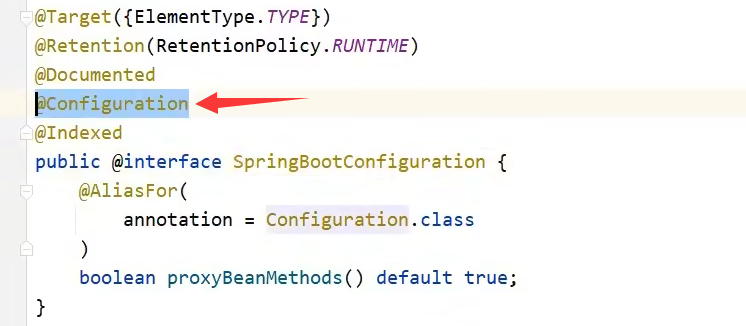 @Target({ElementType.TYPE})
@Retention(RetentionPolicy.RUNTIME)
@Documented
@Configuration
@Indexed
public @interface SpringBootConfiguration {
    @AliasFor(
        annotation = Configuration.class
    )
    boolean proxyBeanMethods() default true;
}